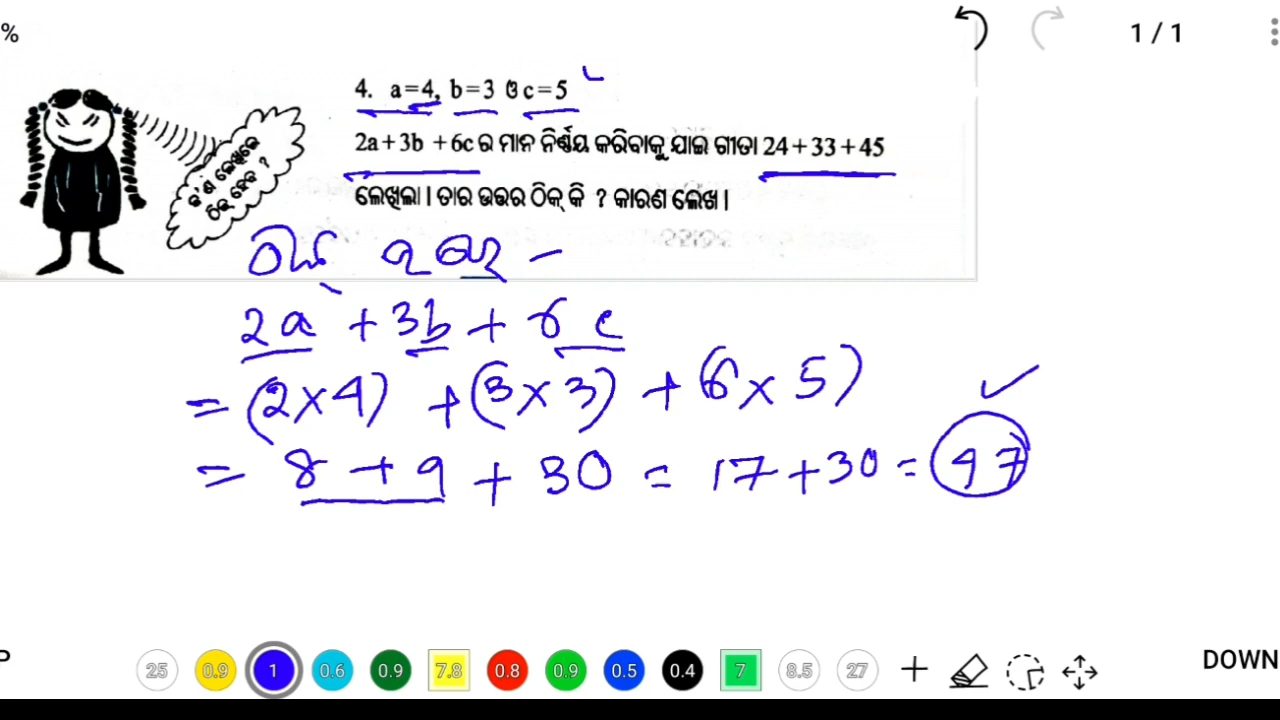 %
1 / 1
4. a=4, b=3 ଓ c=5
2a+3b +6c ର ମାନ ନିର୍ଣ୍ଣୟ କରିବାକୁ ଯାଇ ଗୀତା 24+33+45
ଲେଖିଲା । ତାର ଉତ୍ତର ଠିକ୍ କି ? କାରଣ ଲେଖ ।
କ'ଣ ଲେଖିଲେ
ଠିକ୍ ହେବ ?
2a + 3b + 6c
= (2×4) + (3×3) + (6×5)
= 8 + 9 + 30 = 17 + 30 = 47
25 0.9 1 0.6 0.9 7.8 0.8 0.9 0.5 0.4 7 8.5 27 +
DOWN